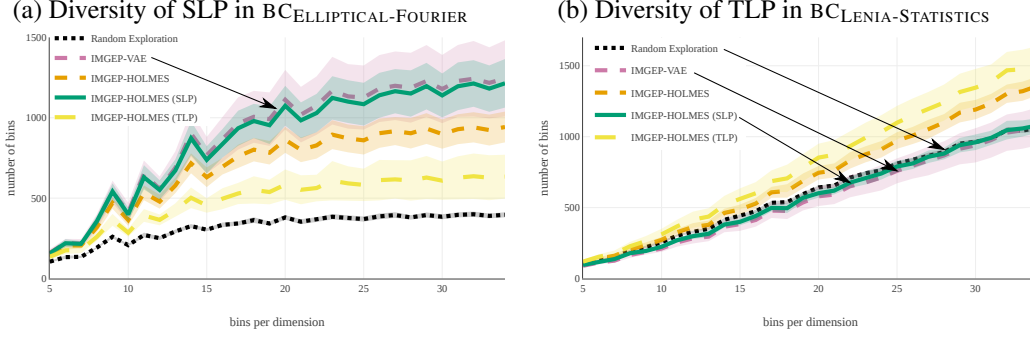 (a) Diversity of SLP in BCELLIPTICAL-FOURIER
1500
1000
500
0
number of bins
Random Exploration
IMGEP-VAE
IMGEP-HOLMES
IMGEP-HOLMES (SLP)
IMGEP-HOLMES (TLP)
5
10
15
20
25
30
bins per dimension
(b) Diversity of TLP in BCLENIA-STATISTICS
1500
1000
500
0
number of bins
Random Exploration
IMGEP-VAE
IMGEP-HOLMES
IMGEP-HOLMES (SLP)
IMGEP-HOLMES (TLP)
5
10
15
20
25
30
bins per dimension